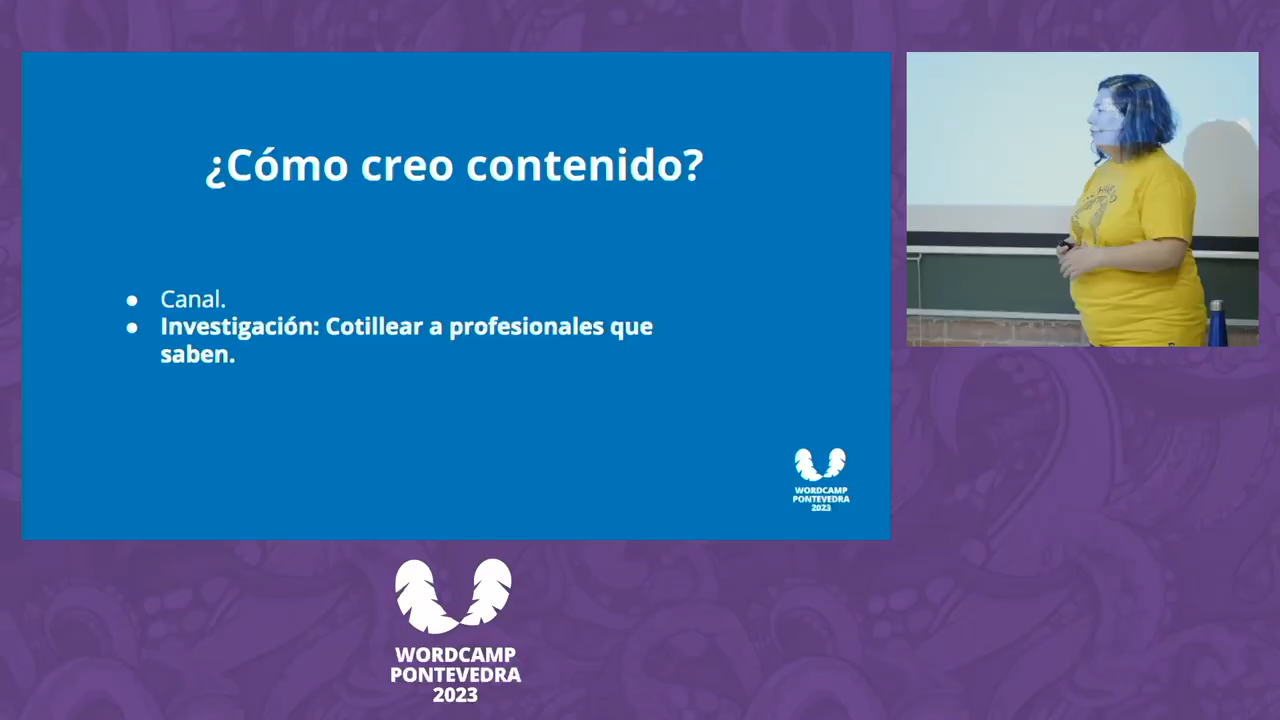 ¿Cómo creo contenido?
● Canal.
● Investigación: Cotillear a profesionales que
saben.
WORDCAMP
PONTEVEDRA
2023
WORDCAMP
PONTEVEDRA
2023